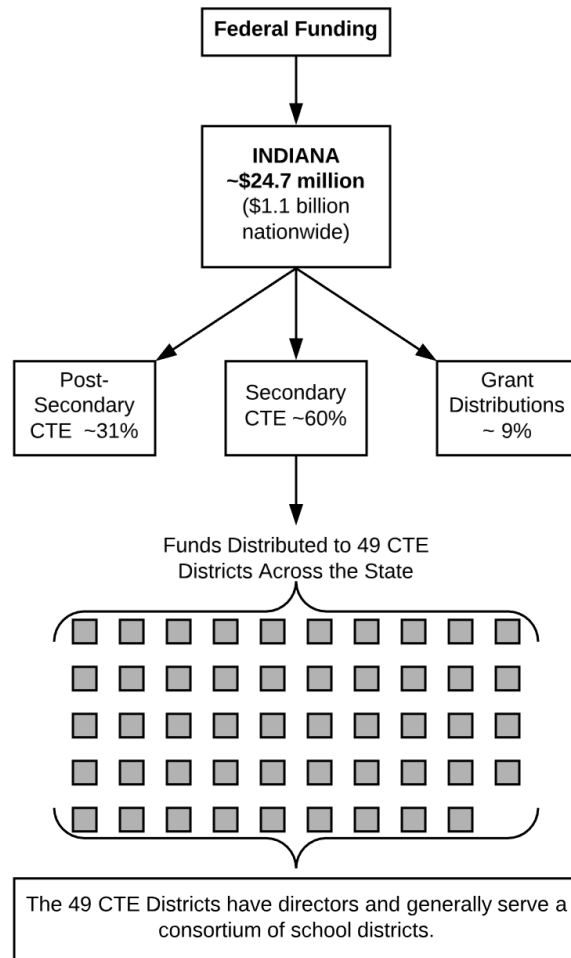 Federal Funding
INDIANA
~$24.7 million
($1.1 billion
nationwide)
Post-
Secondary
CTE ~31%
Secondary
CTE ~60%
Grant
Distributions
~ 9%
Funds Distributed to 49 CTE
Districts Across the State
The 49 CTE Districts have directors and generally serve a
consortium of school districts.